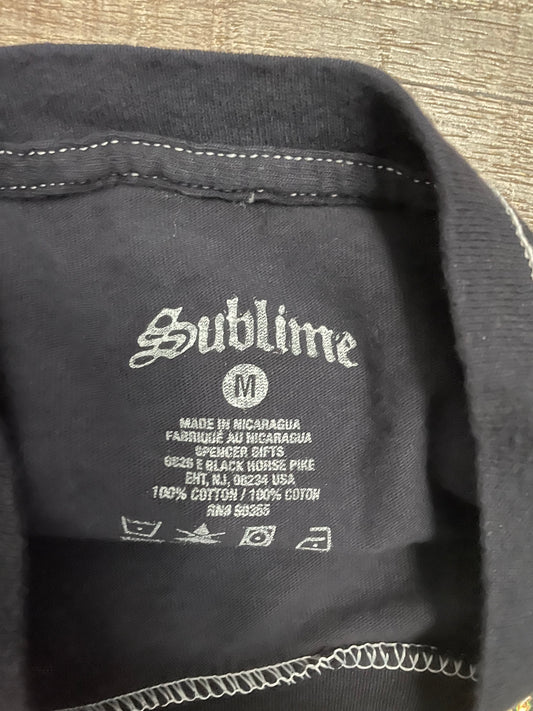 Sublime
M
MADE IN NICARAGUA
FABRIQUÉ AU NICARAGUA
SPENCER GIFTS
6826 E BLACK HORSE PIKE
EHT, NJ, 08234 USA
100% COTTON / 100% COTON
RN#